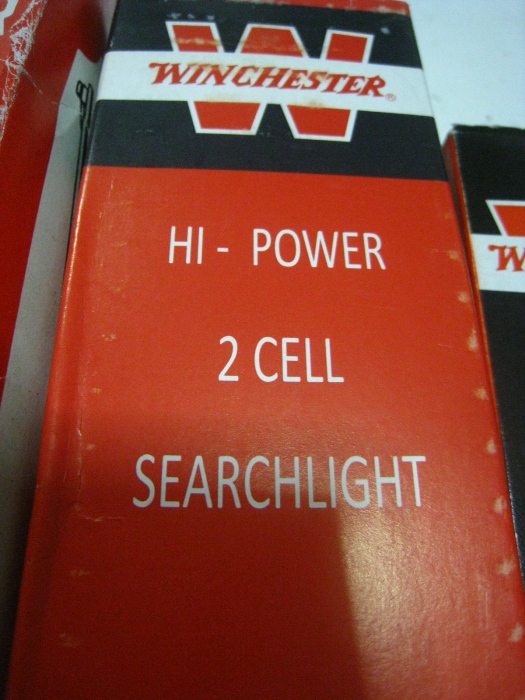 W
WINCHESTER®
HI - POWER
2 CELL
SEARCHLIGHT
W